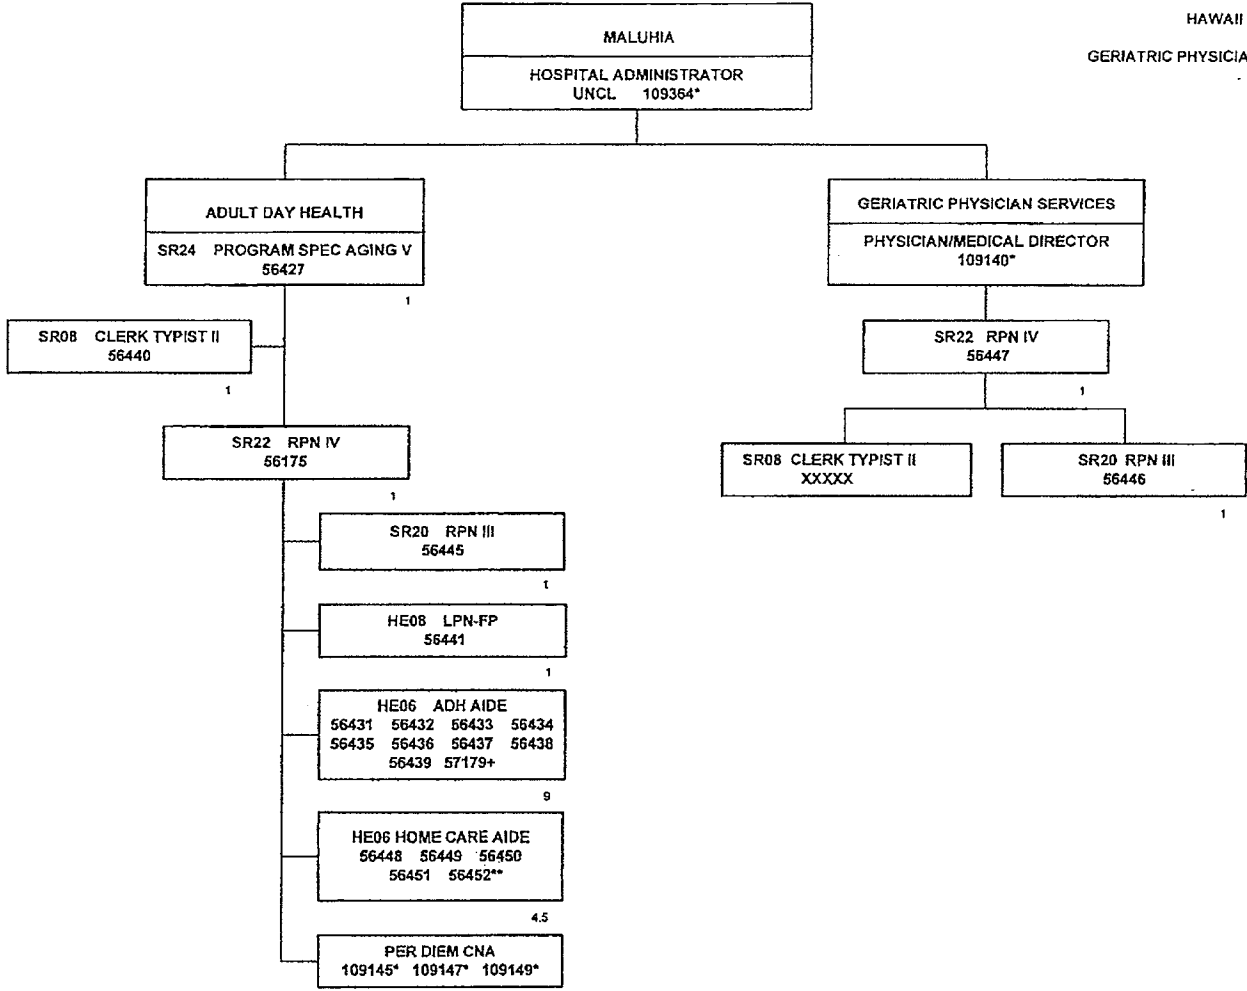 HAWAII
GERIATRIC PHYSICIA
MALUHIA
HOSPITAL ADMINISTRATOR
UNCL 109364*
ADULT DAY HEALTH
SR24 PROGRAM SPEC AGING V
56427
1
SR08 CLERK TYPIST II
56440
1
SR22 RPN IV
56175
1
SR20 RPN III
56445
1
HE08 LPN-FP
56441
1
HE06 ADH AIDE
56431 56432 56433 56434
56435 56436 56437 56438
56439 57179+
9
HE06 HOME CARE AIDE
56448 56449 56450
56451 56452**
4.5
PER DIEM CNA
109145* 109147* 109149*
GERIATRIC PHYSICIAN SERVICES
PHYSICIAN/MEDICAL DIRECTOR
109140*
SR22 RPN IV
56447
1
SR08 CLERK TYPIST II
XXXXX
SR20 RPN III
56446
1